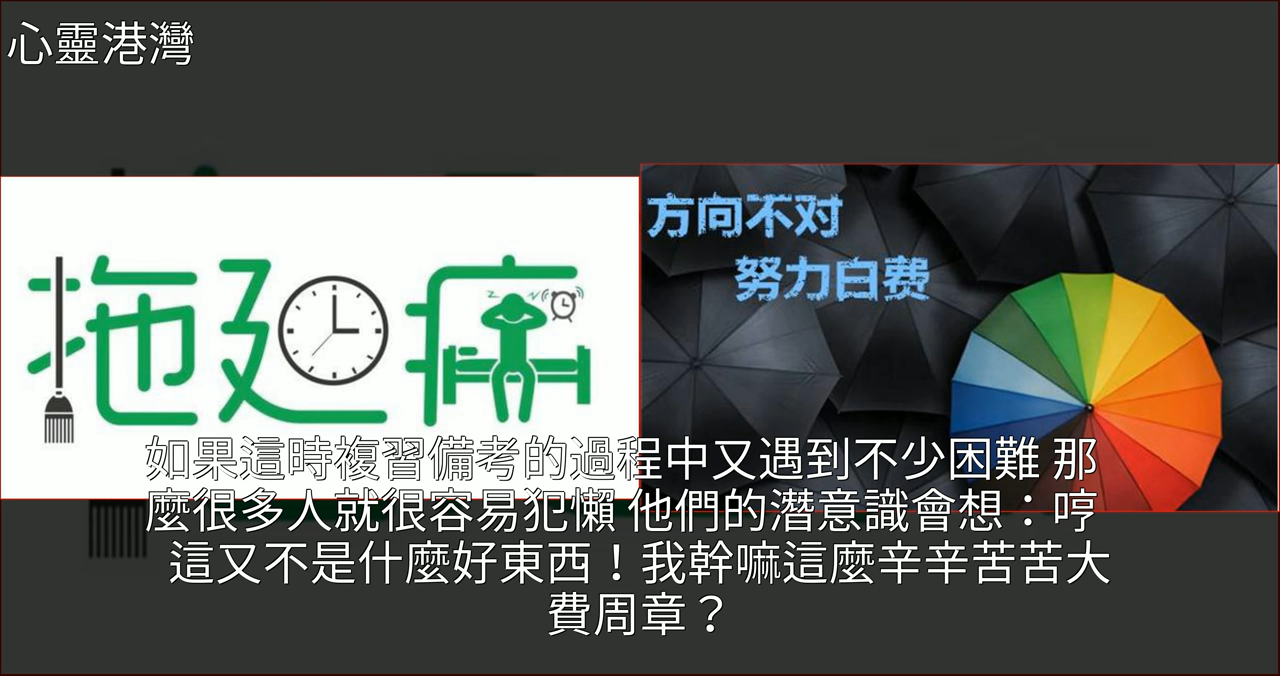 心靈港灣
拖延症
方向不对
努力白费
如果這時複習備考的過程中又遇到不少困難 那
麼很多人就很容易犯懶 他們的潛意識會想：哼
這又不是什麼好東西！我幹嘛這麼辛辛苦苦大
費周章？